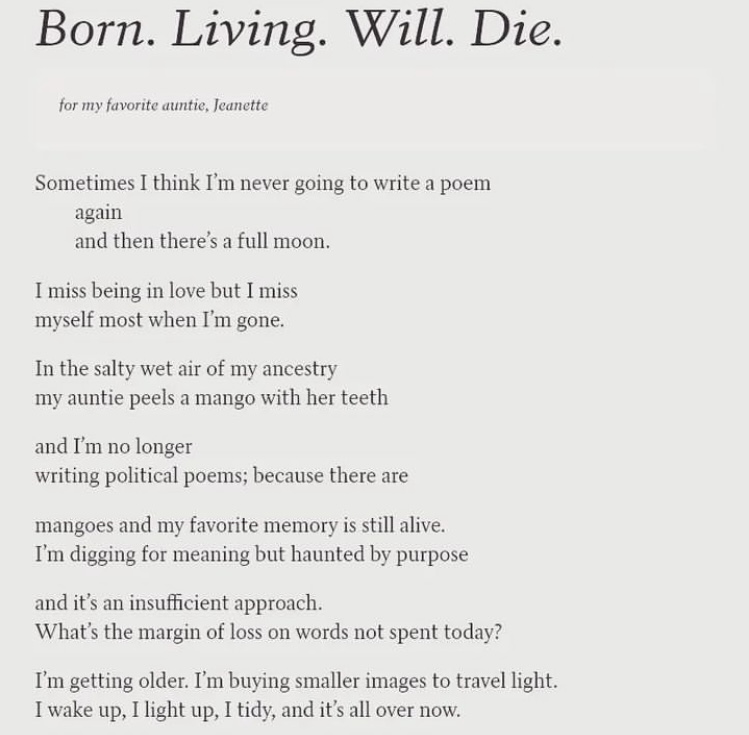 Born. Living. Will. Die.
for my favorite auntie, Jeanette
Sometimes I think I’m never going to write a poem
again
and then there’s a full moon.
I miss being in love but I miss
myself most when I’m gone.
In the salty wet air of my ancestry
my auntie peels a mango with her teeth
and I’m no longer
writing political poems; because there are
mangoes and my favorite memory is still alive.
I’m digging for meaning but haunted by purpose
and it’s an insufficient approach.
What’s the margin of loss on words not spent today?
I’m getting older. I’m buying smaller images to travel light.
I wake up, I light up, I tidy, and it’s all over now.